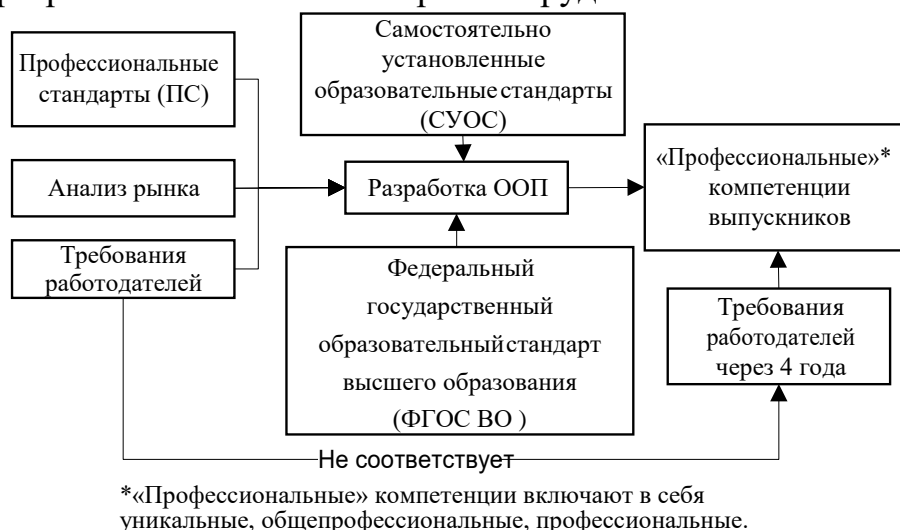 Профессиональные
стандарты (ПС)
Анализ рынка
Требования
работодателей
Самостоятельно
установленные
образовательные стандарты
(СУОС)
Разработка ООП
Федеральный
государственный
образовательный стандарт
высшего образования
(ФГОС ВО )
«Профессиональные»*
компетенции
выпускников
Требования
работодателей
через 4 года
Не соответствует
*«Профессиональные» компетенции включают в себя
уникальные, общепрофессиональные, профессиональные.